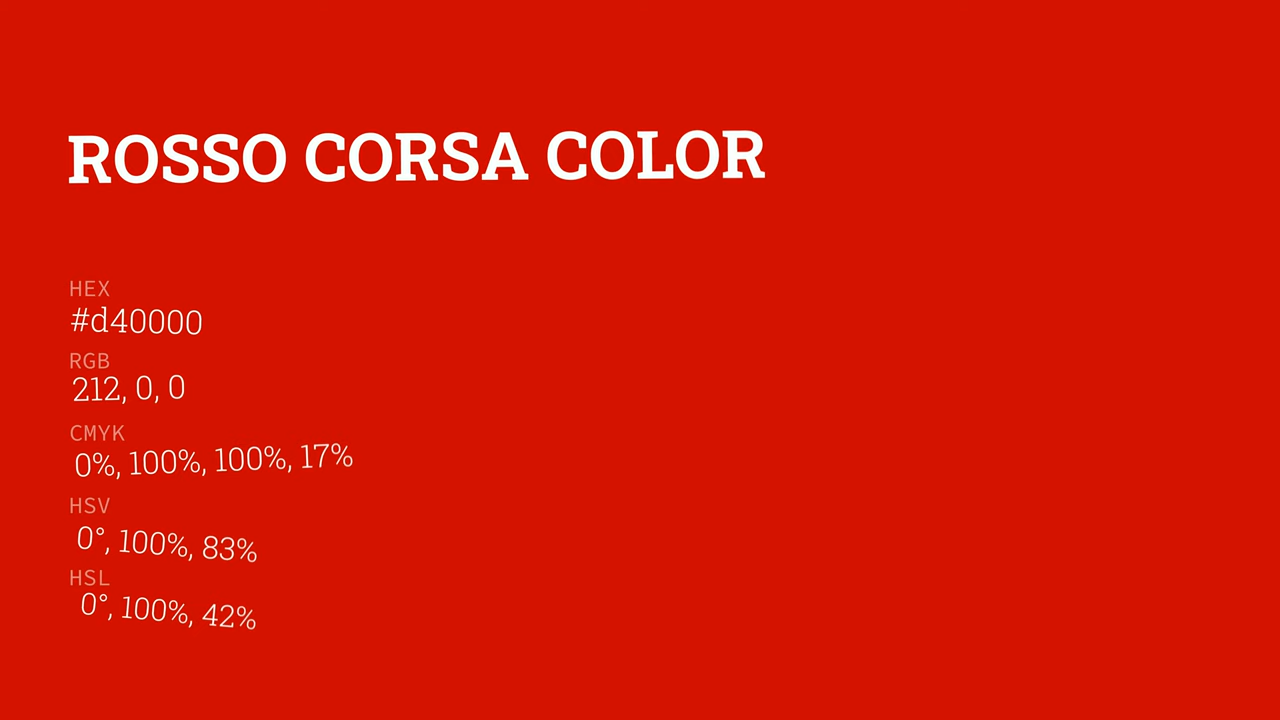 ROSSO CORSA COLOR
HEX
#d40000
RGB
212, 0, 0
CMYK
0%, 100%, 100%, 17%
HSV
0°, 100%, 83%
HSL
0°, 100%, 42%